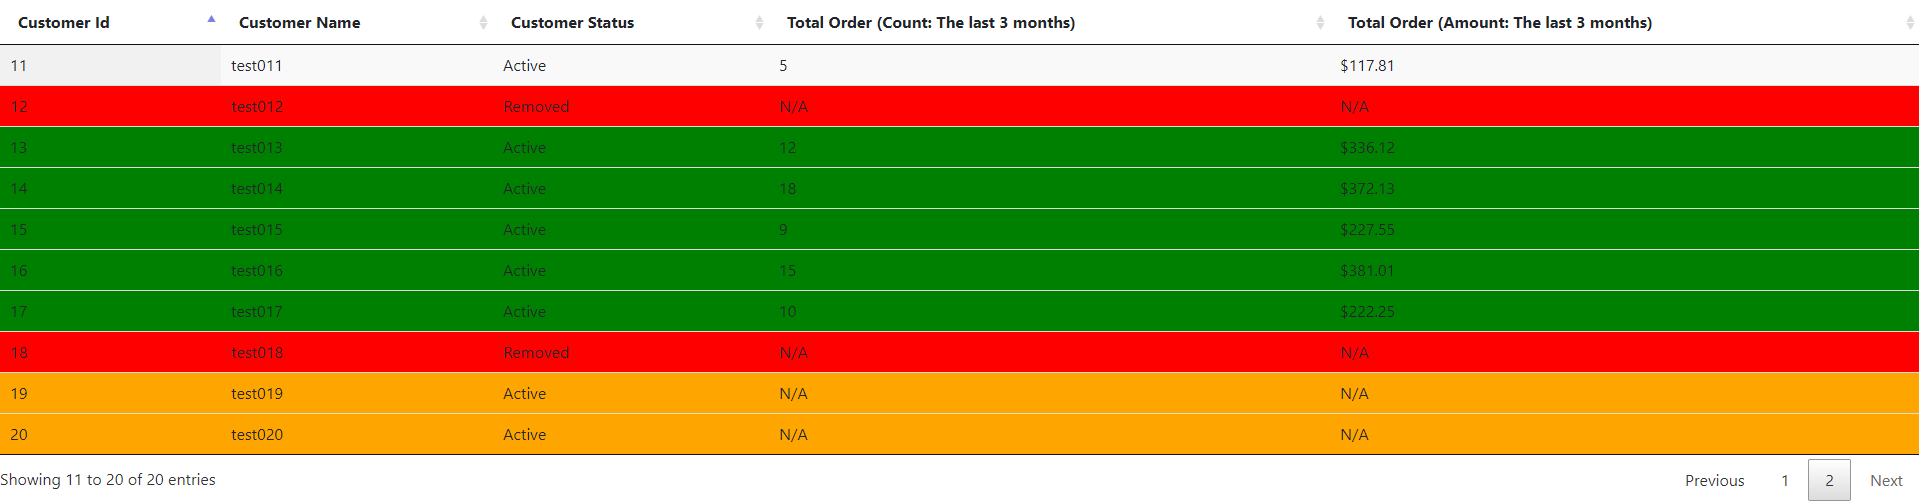 Customer Id Customer Name Customer Status Total Order (Count: The last 3 months) Total Order (Amount: The last 3 months)
11 test011 Active 5 $117.81
12 test012 Removed N/A N/A
13 test013 Active 12 $336.12
14 test014 Active 18 $372.13
15 test015 Active 9 $227.55
16 test016 Active 15 $381.01
17 test017 Active 10 $222.25
18 test018 Removed N/A N/A
19 test019 Active N/A N/A
20 test020 Active N/A N/A
Showing 11 to 20 of 20 entries Previous 1 2 Next